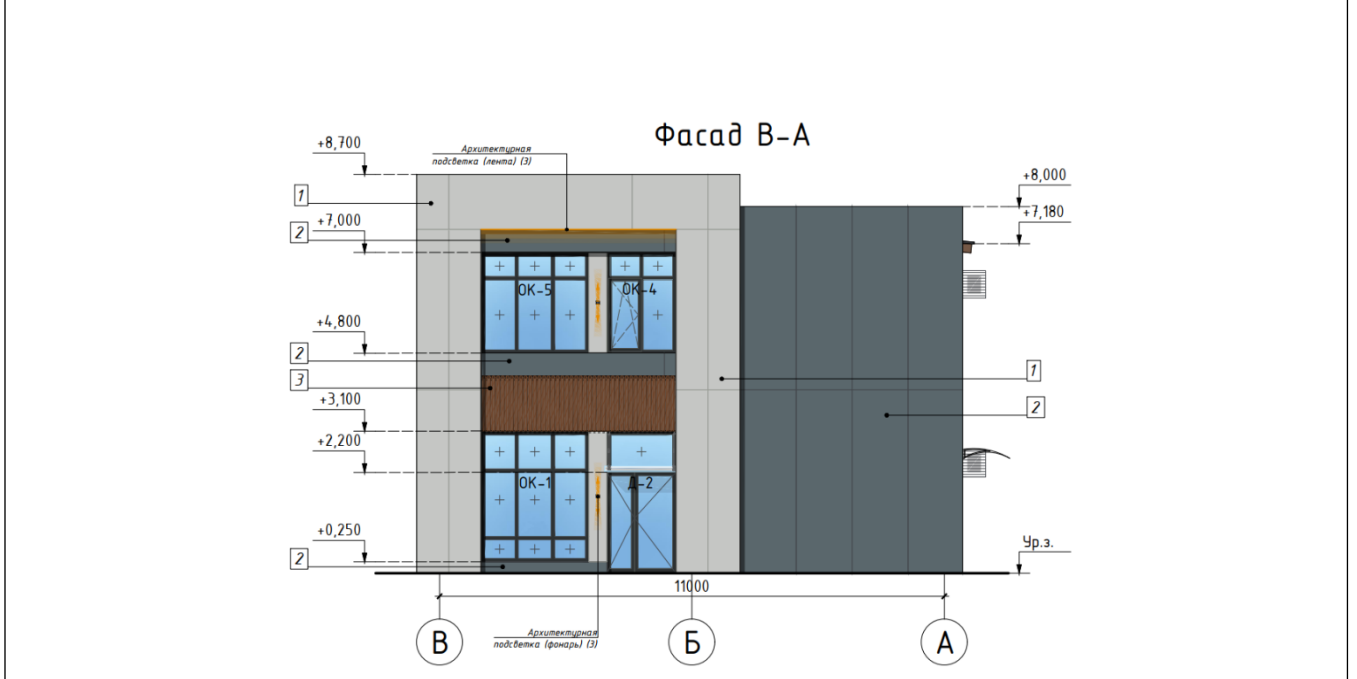 Фасад В-А
+8,700
Архитектурная
подсветка (лента) (3)
+8,000
1
+7,180
+7,000
2
ОК-5
ОК-4
+4,800
2
3
1
+3,100
2
+2,200
ОК-1
Д-2
+0,250
Ур.з.
2
11000
Архитектурная
подсветка (фонарь) (3)
В
Б
А